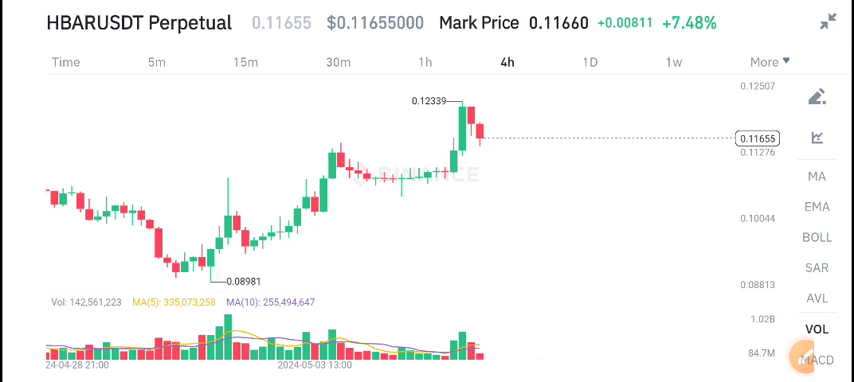 HBARUSDT Perpetual 0.11655 $0.11655000 Mark Price 0.11660 +0.00811 +7.48%
Time 5m 15m 30m 1h 4h 1D 1w More
0.12507
0.12339
0.11655
0.11276
BINANCE
MA
EMA
0.10044
BOLL
SAR
0.08981
0.08813
AVL
Vol: 142,561,223 MA(5): 335,073,258 MA(10): 255,494,647
1.02B
VOL
84.7M
MACD
24-04-28 21:00 2024-05-03 13:00